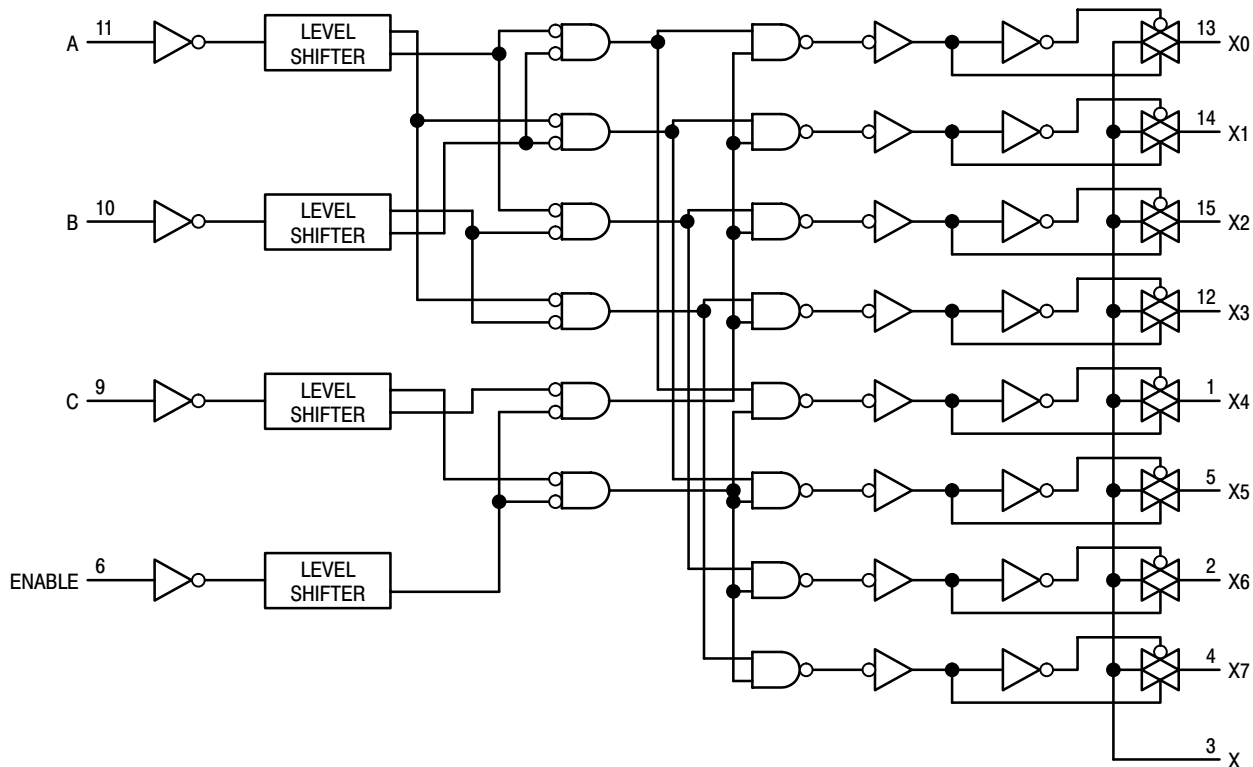 A 11
LEVEL
SHIFTER
13 X0
14 X1
B 10
LEVEL
SHIFTER
15 X2
12 X3
C 9
LEVEL
SHIFTER
1 X4
5 X5
ENABLE 6
LEVEL
SHIFTER
2 X6
4 X7
3 X